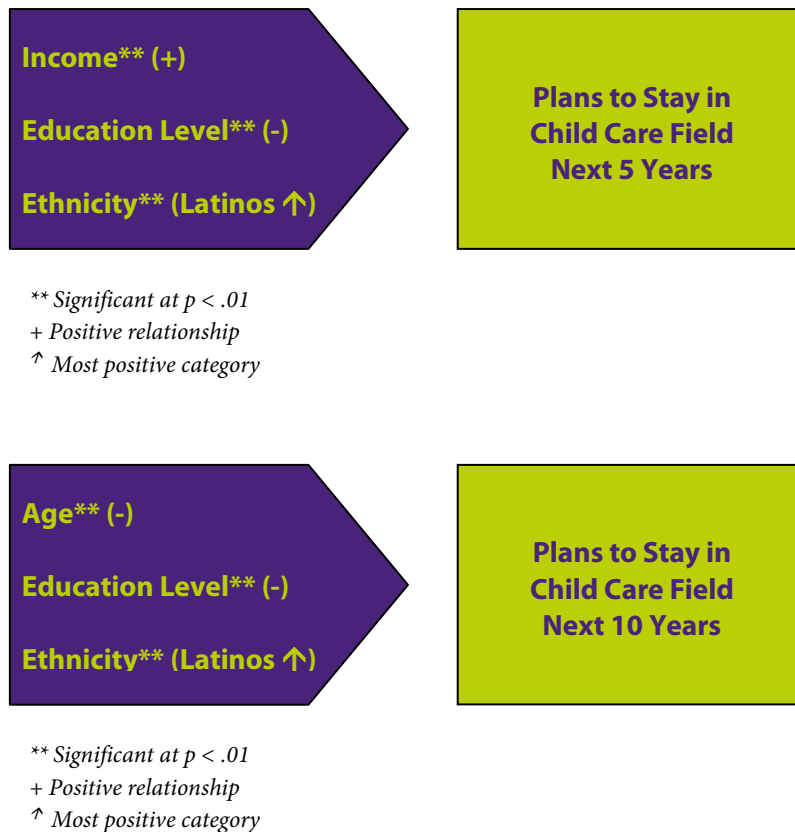 Income** (+)
Education Level** (-)
Ethnicity** (Latinos ↑)
Plans to Stay in
Child Care Field
Next 5 Years
** Significant at p < .01
+ Positive relationship
↑ Most positive category
Age** (-)
Education Level** (-)
Ethnicity** (Latinos ↑)
Plans to Stay in
Child Care Field
Next 10 Years
** Significant at p < .01
+ Positive relationship
↑ Most positive category